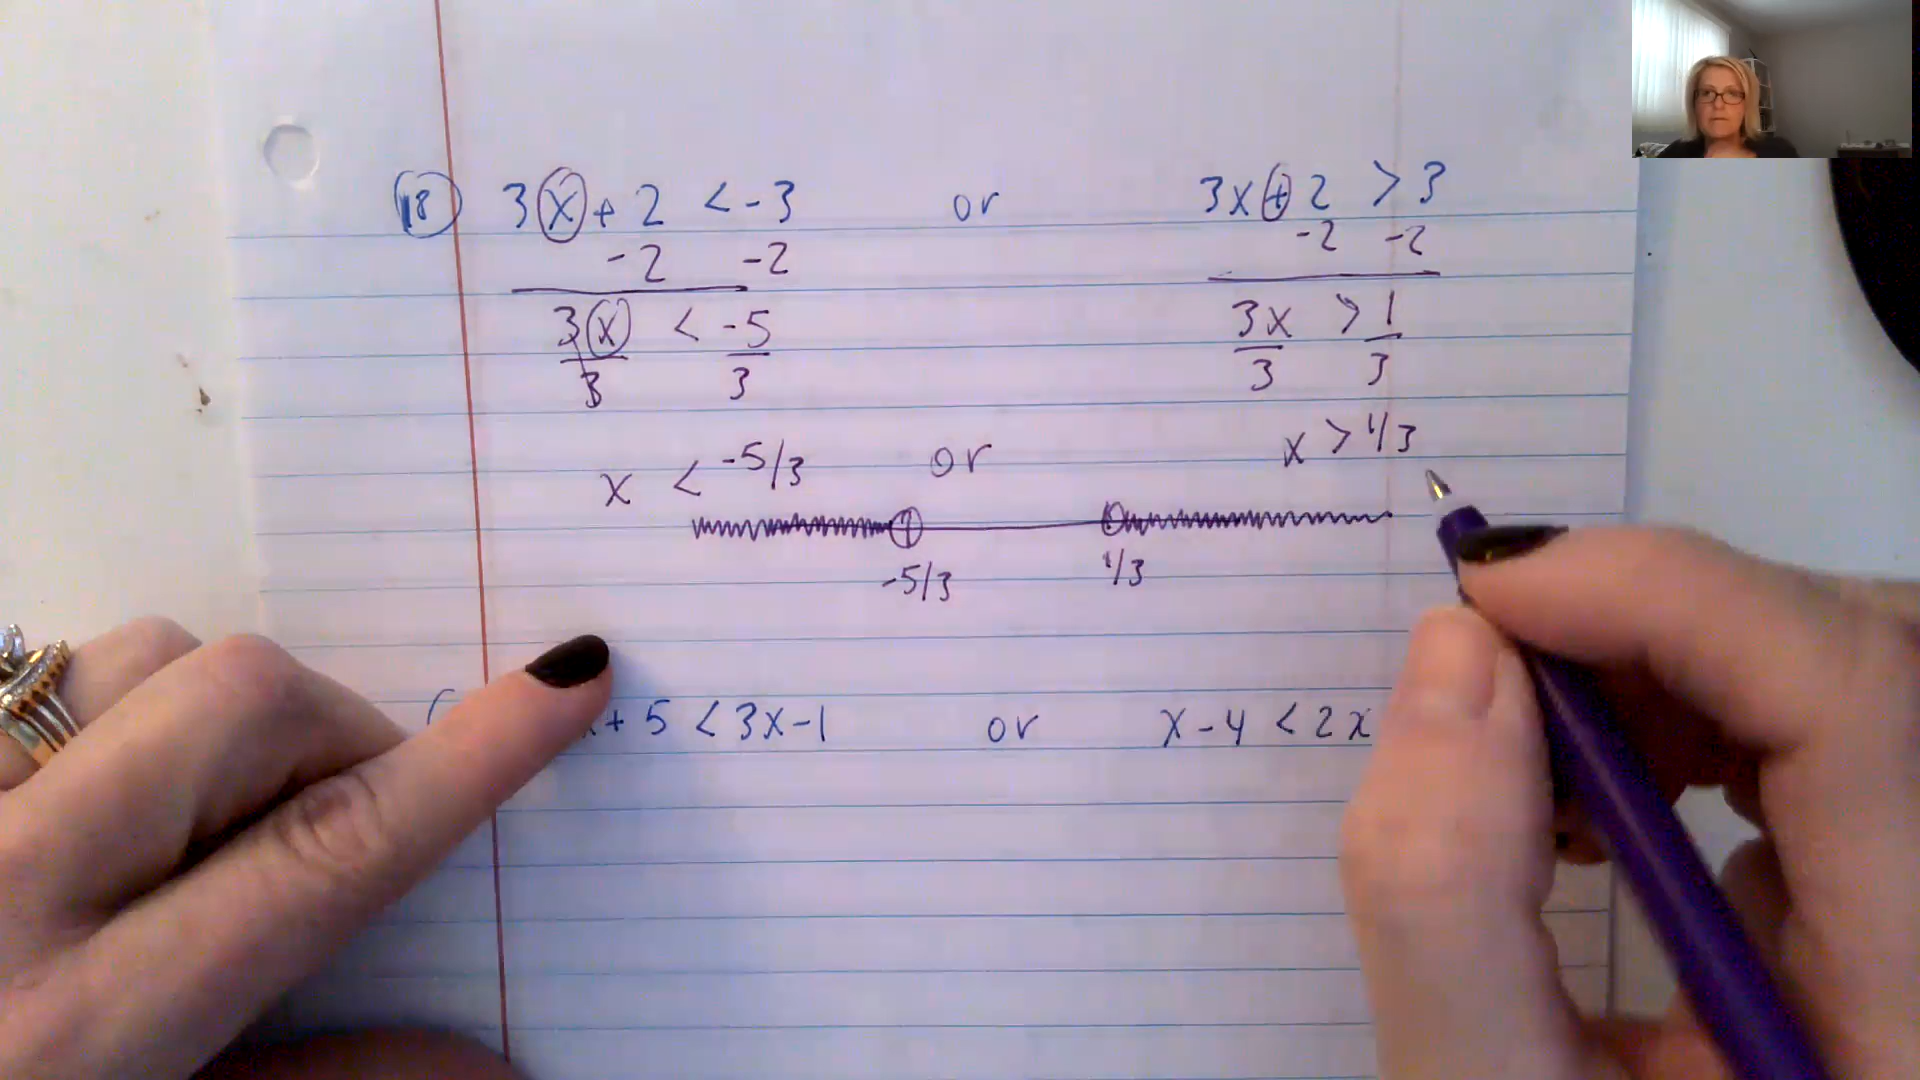 18 3x + 2 < -3 or 3x + 2 > 3
-2 -2 -2 -2
3x < -5 3x > 1
3 3 3 3
x < -5/3 or x > 1/3
-5/3 1/3
+ 5 < 3x - 1 or x - 4 < 2x